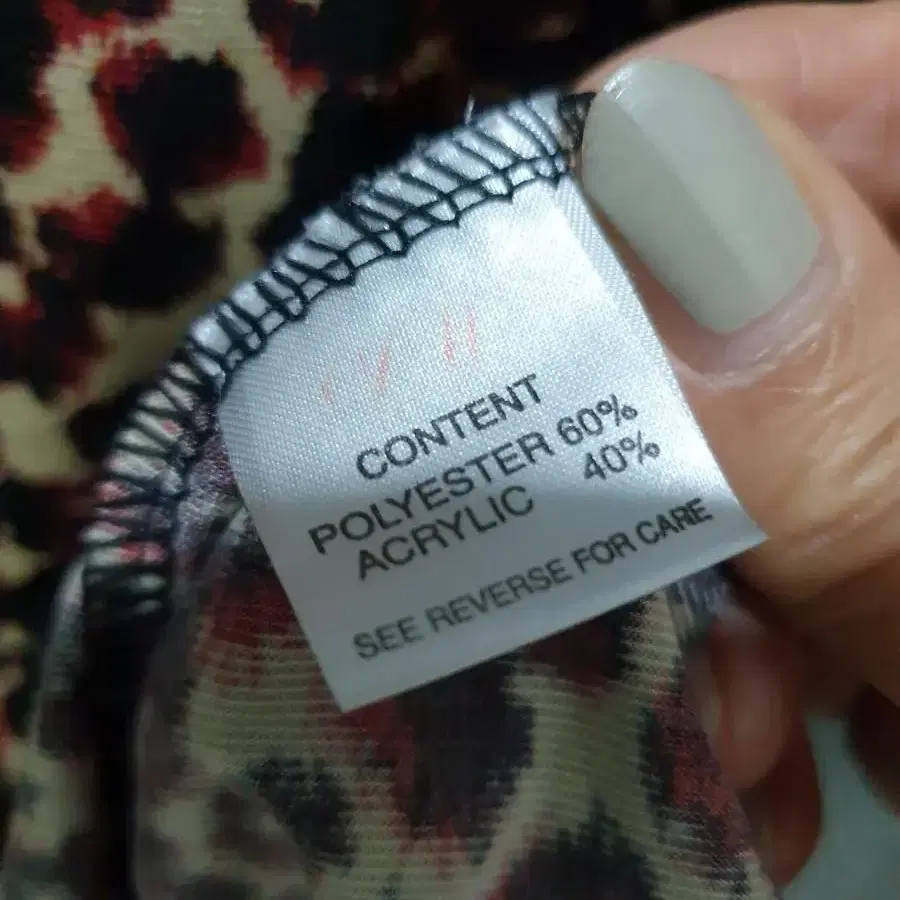 CONTENT
POLYESTER 60%
ACRYLIC 40%
SEE REVERSE FOR CARE